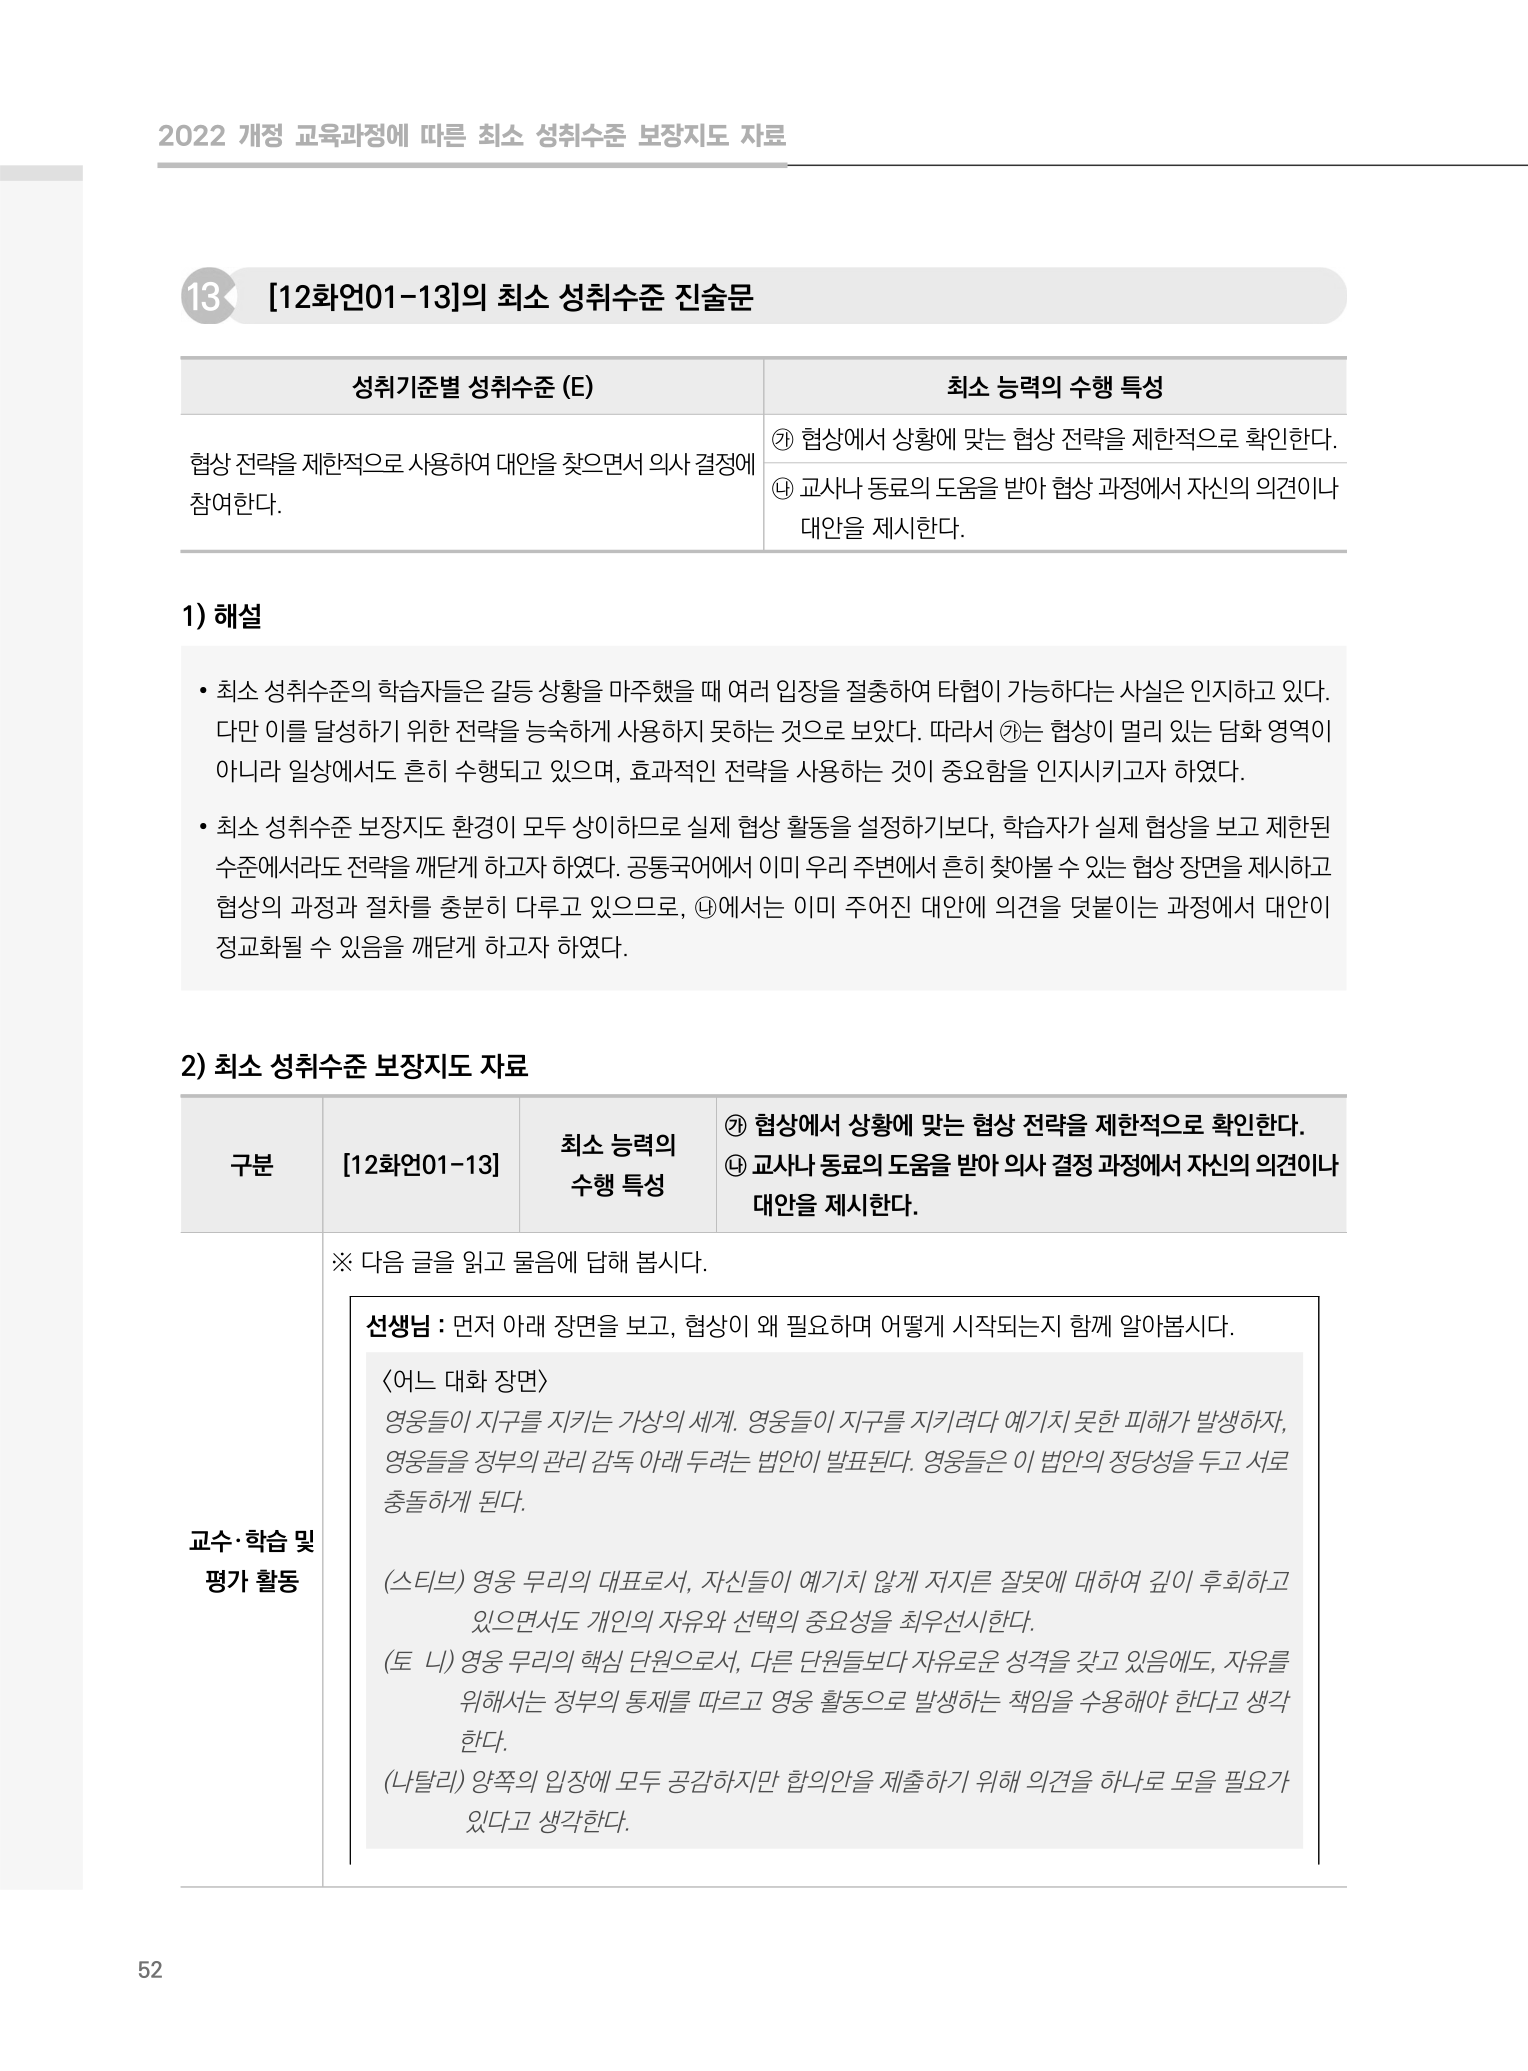 2022 개정 교육과정에 따른 최소 성취수준 보장지도 자료
13 [12화언01-13]의 최소 성취수준 진술문
성취기준별 성취수준 (E)
최소 능력의 수행 특성
협상 전략을 제한적으로 사용하여 대안을 찾으면서 의사 결정에
참여한다.
㉮ 협상에서 상황에 맞는 협상 전략을 제한적으로 확인한다.
㉯ 교사나 동료의 도움을 받아 협상 과정에서 자신의 의견이나
대안을 제시한다.
1) 해설
• 최소 성취수준의 학습자들은 갈등 상황을 마주했을 때 여러 입장을 절충하여 타협이 가능하다는 사실은 인지하고 있다.
다만 이를 달성하기 위한 전략을 능숙하게 사용하지 못하는 것으로 보았다. 따라서 ㉮는 협상이 멀리 있는 담화 영역이
아니라 일상에서도 흔히 수행되고 있으며, 효과적인 전략을 사용하는 것이 중요함을 인지시키고자 하였다.
• 최소 성취수준 보장지도 환경이 모두 상이하므로 실제 협상 활동을 설정하기보다, 학습자가 실제 협상을 보고 제한된
수준에서라도 전략을 깨닫게 하고자 하였다. 공통국어에서 이미 우리 주변에서 흔히 찾아볼 수 있는 협상 장면을 제시하고
협상의 과정과 절차를 충분히 다루고 있으므로, ㉯에서는 이미 주어진 대안에 의견을 덧붙이는 과정에서 대안이
정교화될 수 있음을 깨닫게 하고자 하였다.
2) 최소 성취수준 보장지도 자료
구분
[12화언01-13]
최소 능력의
수행 특성
㉮ 협상에서 상황에 맞는 협상 전략을 제한적으로 확인한다.
㉯ 교사나 동료의 도움을 받아 의사 결정 과정에서 자신의 의견이나
대안을 제시한다.
교수·학습 및
평가 활동
※ 다음 글을 읽고 물음에 답해 봅시다.
선생님 : 먼저 아래 장면을 보고, 협상이 왜 필요하며 어떻게 시작되는지 함께 알아봅시다.
〈어느 대화 장면〉
영웅들이 지구를 지키는 가상의 세계. 영웅들이 지구를 지키려다 예기치 못한 피해가 발생하자,
영웅들을 정부의 관리 감독 아래 두려는 법안이 발표된다. 영웅들은 이 법안의 정당성을 두고 서로
충돌하게 된다.
(스티브) 영웅 무리의 대표로서, 자신들이 예기치 않게 저지른 잘못에 대하여 깊이 후회하고
있으면서도 개인의 자유와 선택의 중요성을 최우선시한다.
(토 니) 영웅 무리의 핵심 단원으로서, 다른 단원들보다 자유로운 성격을 갖고 있음에도, 자유를
위해서는 정부의 통제를 따르고 영웅 활동으로 발생하는 책임을 수용해야 한다고 생각
한다.
(나탈리) 양쪽의 입장에 모두 공감하지만 합의안을 제출하기 위해 의견을 하나로 모을 필요가
있다고 생각한다.
52